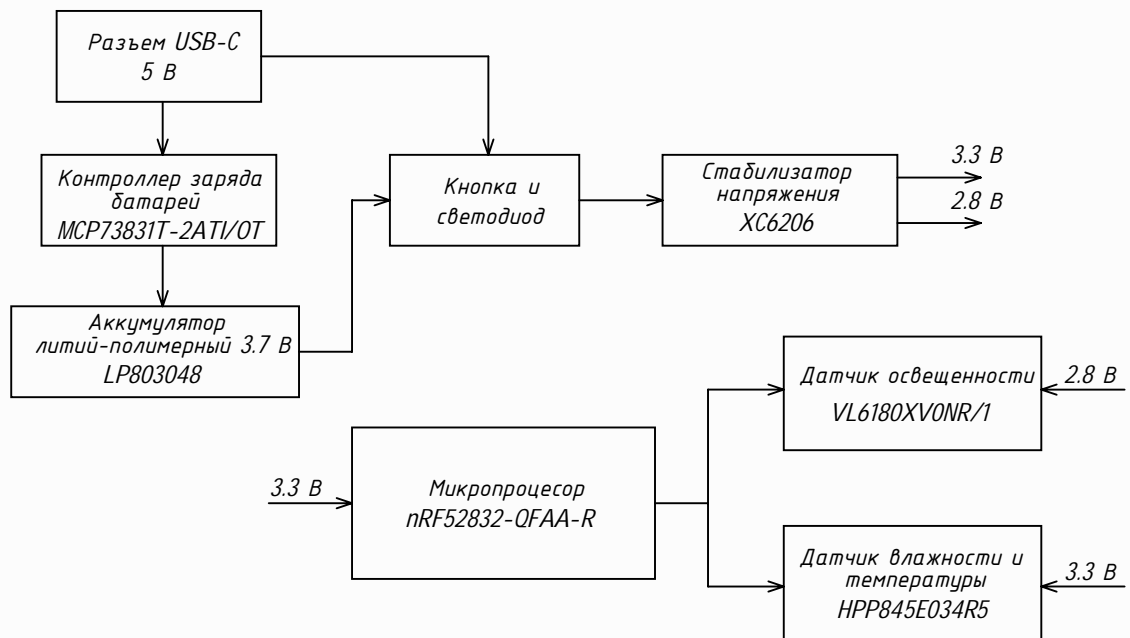 Разъем USB-C
5 В
Контроллер заряда
батарей
MCP73831T-2ATI/OT
Аккумулятор
литий-полимерный 3.7 В
LP803048
Кнопка и
светодиод
Стабилизатор
напряжения
XC6206
3.3 В
2.8 В
3.3 В
Микропроцесор
nRF52832-QFAA-R
Датчик освещенности
VL6180XV0NR/1
2.8 В
Датчик влажности и
температуры
HPP845E034R5
3.3 В